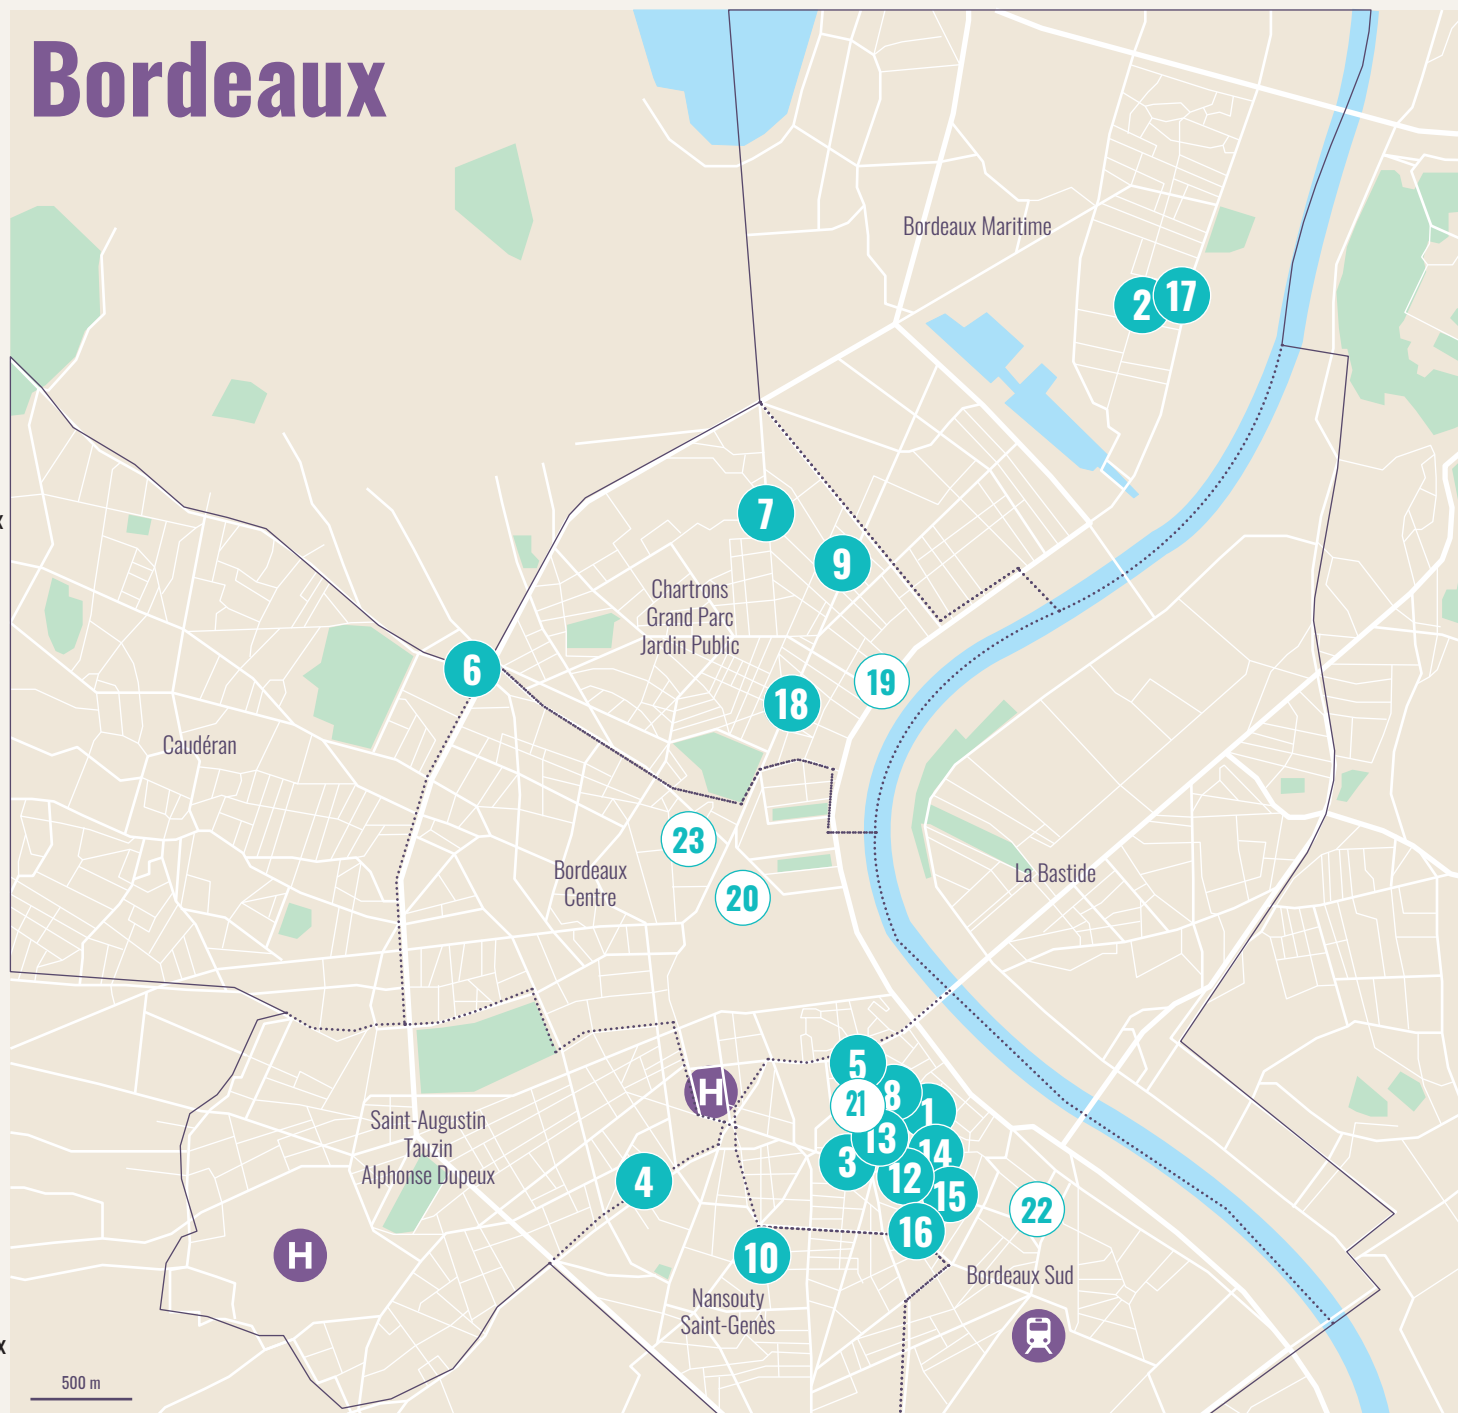 Bordeaux
Bordeaux Maritime
2
17
x
7
9
Chartrons
Grand Parc
Jardin Public
6
19
18
Caudéran
23
Bordeaux
Centre
20
La Bastide
5
H
8
21
1
13
Saint-Augustin
Tauzin
Alphonse Dupeux
3
14
12
4
15
22
16
H
10
Nansouty
Saint-Genès
Bordeaux Sud
x
500 m